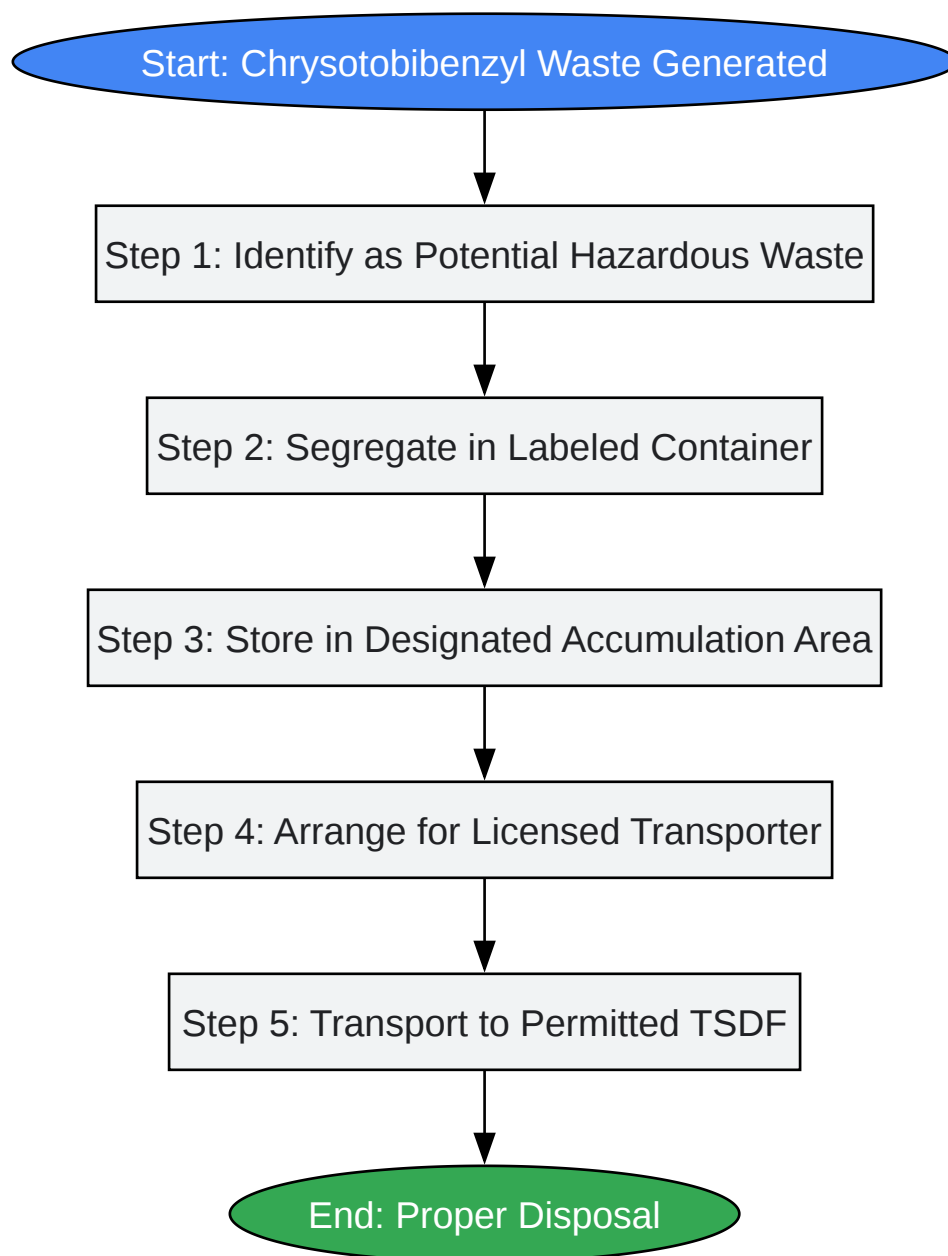 Start: Chrysotobibenzyl Waste Generated
Step 1: Identify as Potential Hazardous Waste
Step 2: Segregate in Labeled Container
Step 3: Store in Designated Accumulation Area
Step 4: Arrange for Licensed Transporter
Step 5: Transport to Permitted TSDF
End: Proper Disposal